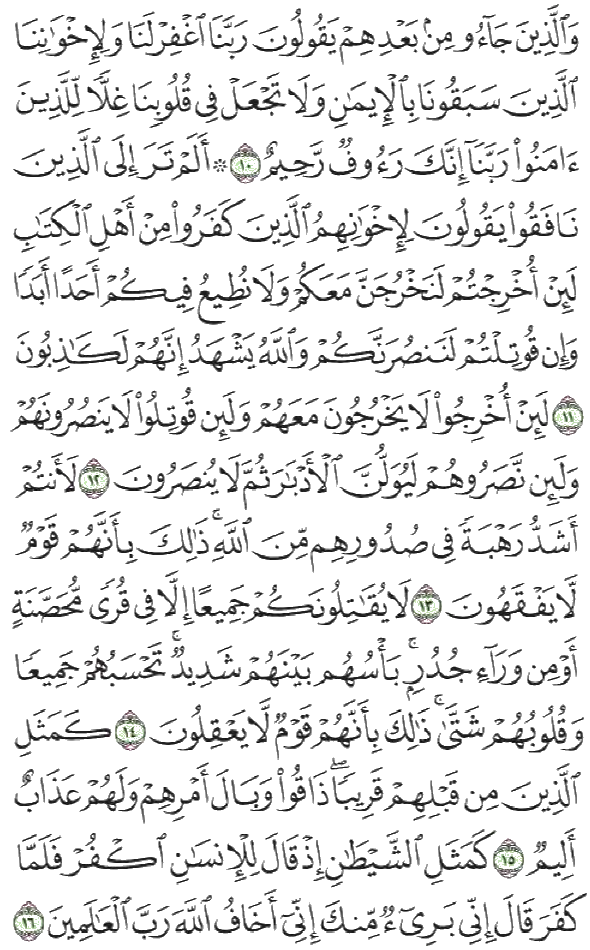 وَٱلَّذِينَ جَآءُو مِنۢ بَعۡدِهِمۡ يَقُولُونَ رَبَّنَا ٱغۡفِرۡ لَنَا وَلِإِخۡوَٰنِنَا
ٱلَّذِينَ سَبَقُونَا بِٱلۡإِيمَٰنِ وَلَا تَجۡعَلۡ فِي قُلُوبِنَا غِلّٗا لِّلَّذِينَ
ءَامَنُواْ رَبَّنَآ إِنَّكَ رَءُوفٞ رَّحِيمٌ ١٠ ۞ أَلَمۡ تَرَ إِلَى ٱلَّذِينَ
نَافَقُواْ يَقُولُونَ لِإِخۡوَٰنِهِمُ ٱلَّذِينَ كَفَرُواْ مِنۡ أَهۡلِ ٱلۡكِتَٰبِ
لَئِنۡ أُخۡرِجۡتُمۡ لَنَخۡرُجَنَّ مَعَكُمۡ وَلَا نُطِيعُ فِيكُمۡ أَحَدًا أَبَدٗا
وَإِن قُوتِلۡتُمۡ لَنَنصُرَنَّكُمۡ وَٱللَّهُ يَشۡهَدُ إِنَّهُمۡ لَكَٰذِبُونَ
١١ لَئِنۡ أُخۡرِجُواْ لَا يَخۡرُجُونَ مَعَهُمۡ وَلَئِن قُوتِلُواْ لَا يَنصُرُونَهُمۡ
وَلَئِن نَّصَرُوهُمۡ لَيُوَلُّنَّ ٱلۡأَدۡبَٰرَ ثُمَّ لَا يُنصَرُونَ ١٢ لَأَنتُمۡ
أَشَدُّ رَهۡبَةٗ فِي صُدُورِهِم مِّنَ ٱللَّهِۚ ذَٰلِكَ بِأَنَّهُمۡ قَوۡمٞ
لَّا يَفۡقَهُونَ ١٣ لَا يُقَٰتِلُونَكُمۡ جَمِيعًا إِلَّا فِي قُرٗى مُّحَصَّنَةٍ
أَوۡ مِن وَرَآءِ جُدُرِۭۚ بَأۡسُهُم بَيۡنَهُمۡ شَدِيدٞۚ تَحۡسَبُهُمۡ جَمِيعٗا
وَقُلُوبُهُمۡ شَتَّىٰۚ ذَٰلِكَ بِأَنَّهُمۡ قَوۡمٞ لَّا يَعۡقِلُونَ ١٤ كَمَثَلِ
ٱلَّذِينَ مِن قَبۡلِهِمۡ قَرِيبٗاۖ ذَاقُواْ وَبَالَ أَمۡرِهِمۡ وَلَهُمۡ عَذَابٌ
أَلِيمٞ ١٥ كَمَثَلِ ٱلشَّيۡطَٰنِ إِذۡ قَالَ لِلۡإِنسَٰنِ ٱكۡفُرۡ فَلَمَّا
كَفَرَ قَالَ إِنِّي بَرِيٓءٞ مِّنكَ إِنِّيٓ أَخَافُ ٱللَّهَ رَبَّ ٱلۡعَٰلَمِينَ ١٦